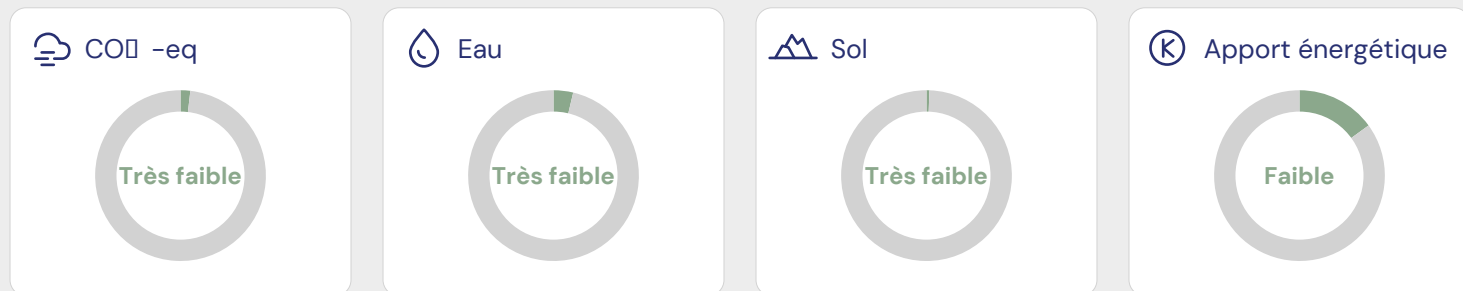 CO▯ -eq
Eau
Sol
Apport énergétique
Très faible
Très faible
Très faible
Faible